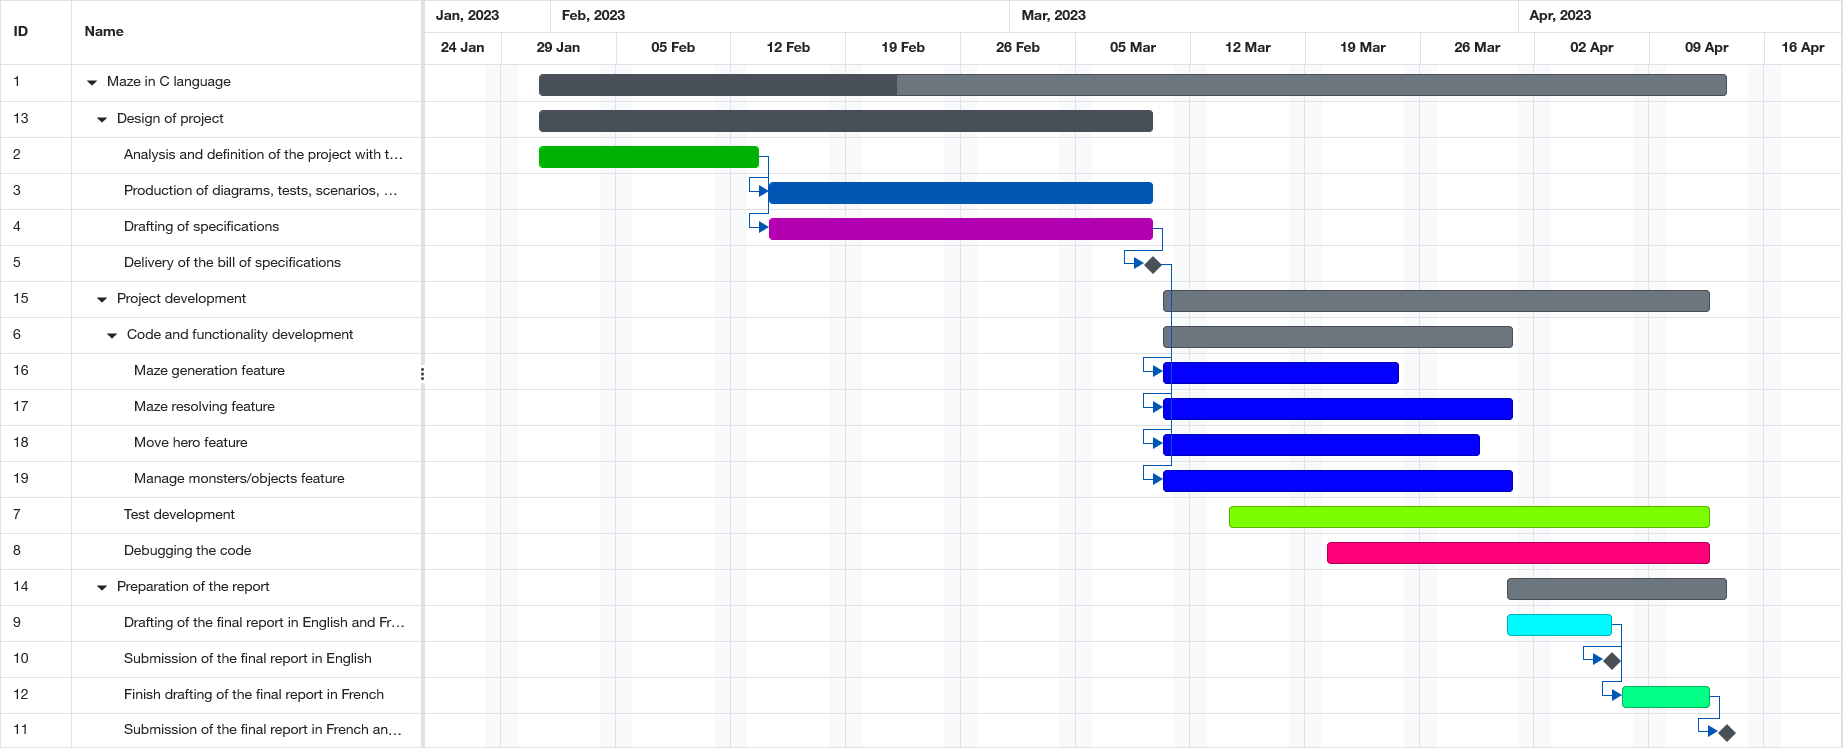 ID Name Jan, 2023 Feb, 2023 Mar, 2023 Apr, 2023
24 Jan 29 Jan 05 Feb 12 Feb 19 Feb 26 Feb 05 Mar 12 Mar 19 Mar 26 Mar 02 Apr 09 Apr 16 Apr
1 Maze in C language
13 Design of project
2 Analysis and definition of the project with t...
3 Production of diagrams, tests, scenarios, ...
4 Drafting of specifications
5 Delivery of the bill of specifications
15 Project development
6 Code and functionality development
16 Maze generation feature
17 Maze resolving feature
18 Move hero feature
19 Manage monsters/objects feature
7 Test development
8 Debugging the code
14 Preparation of the report
9 Drafting of the final report in English and Fr...
10 Submission of the final report in English
12 Finish drafting of the final report in French
11 Submission of the final report in French an...